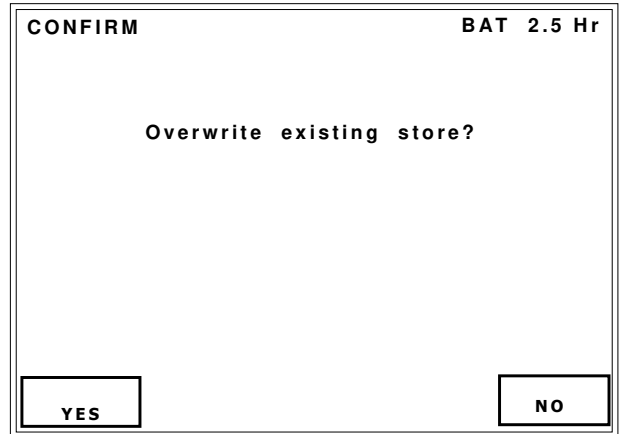 CONFIRM BAT 2.5 Hr
Overwrite existing store?
YES NO